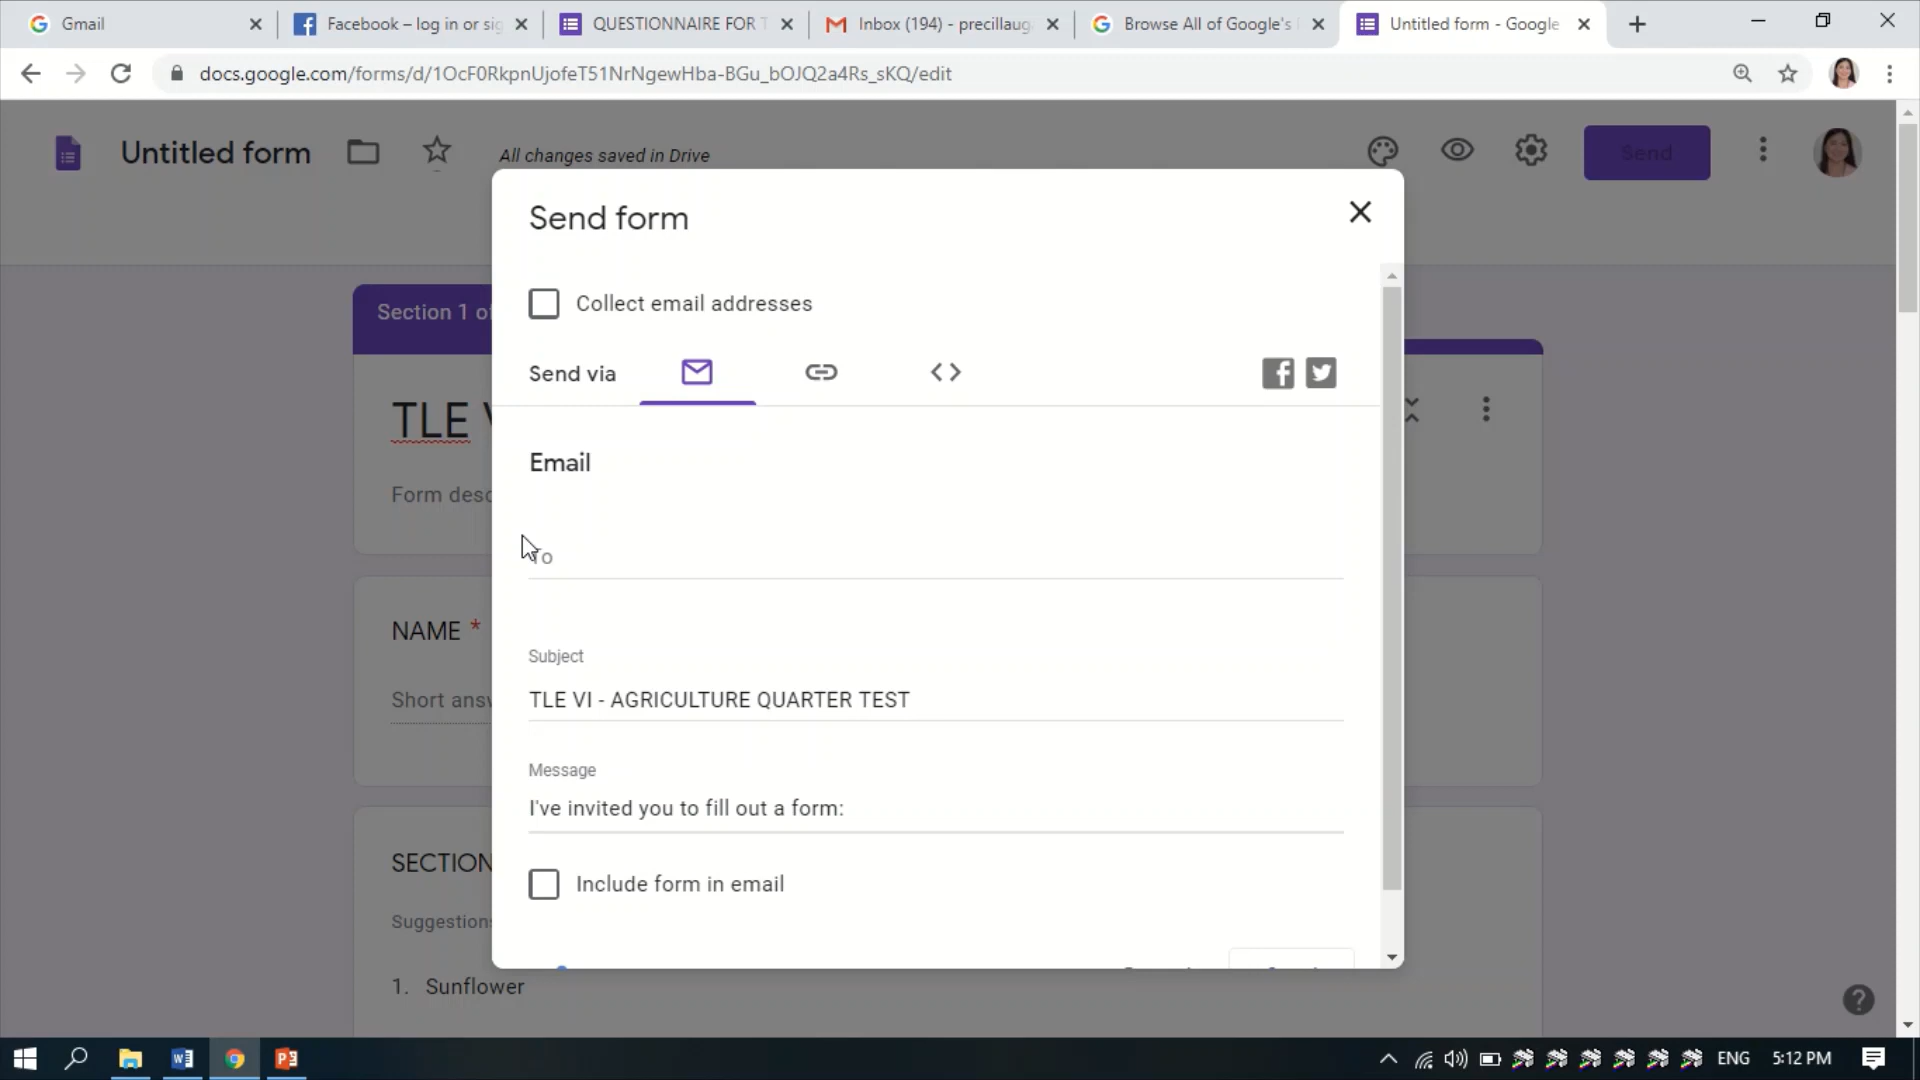 Gmail
Facebook – log in or sig
QUESTIONNAIRE FOR T
Inbox (194) - precillaug
Browse All of Google's
Untitled form - Google
docs.google.com/forms/d/1OcF0RkpnUjofeT51NrNgewHba-BGu_bOJQ2a4Rs_sKQ/edit
Untitled form
All changes saved in Drive
Send
Send form
Collect email addresses
Section 1 of
Send via
TLE V
Email
Form desc
To
NAME *
Subject
Short answ
TLE VI - AGRICULTURE QUARTER TEST
Message
I've invited you to fill out a form:
SECTION
Include form in email
Suggestions
1. Sunflower
ENG
5:12 PM